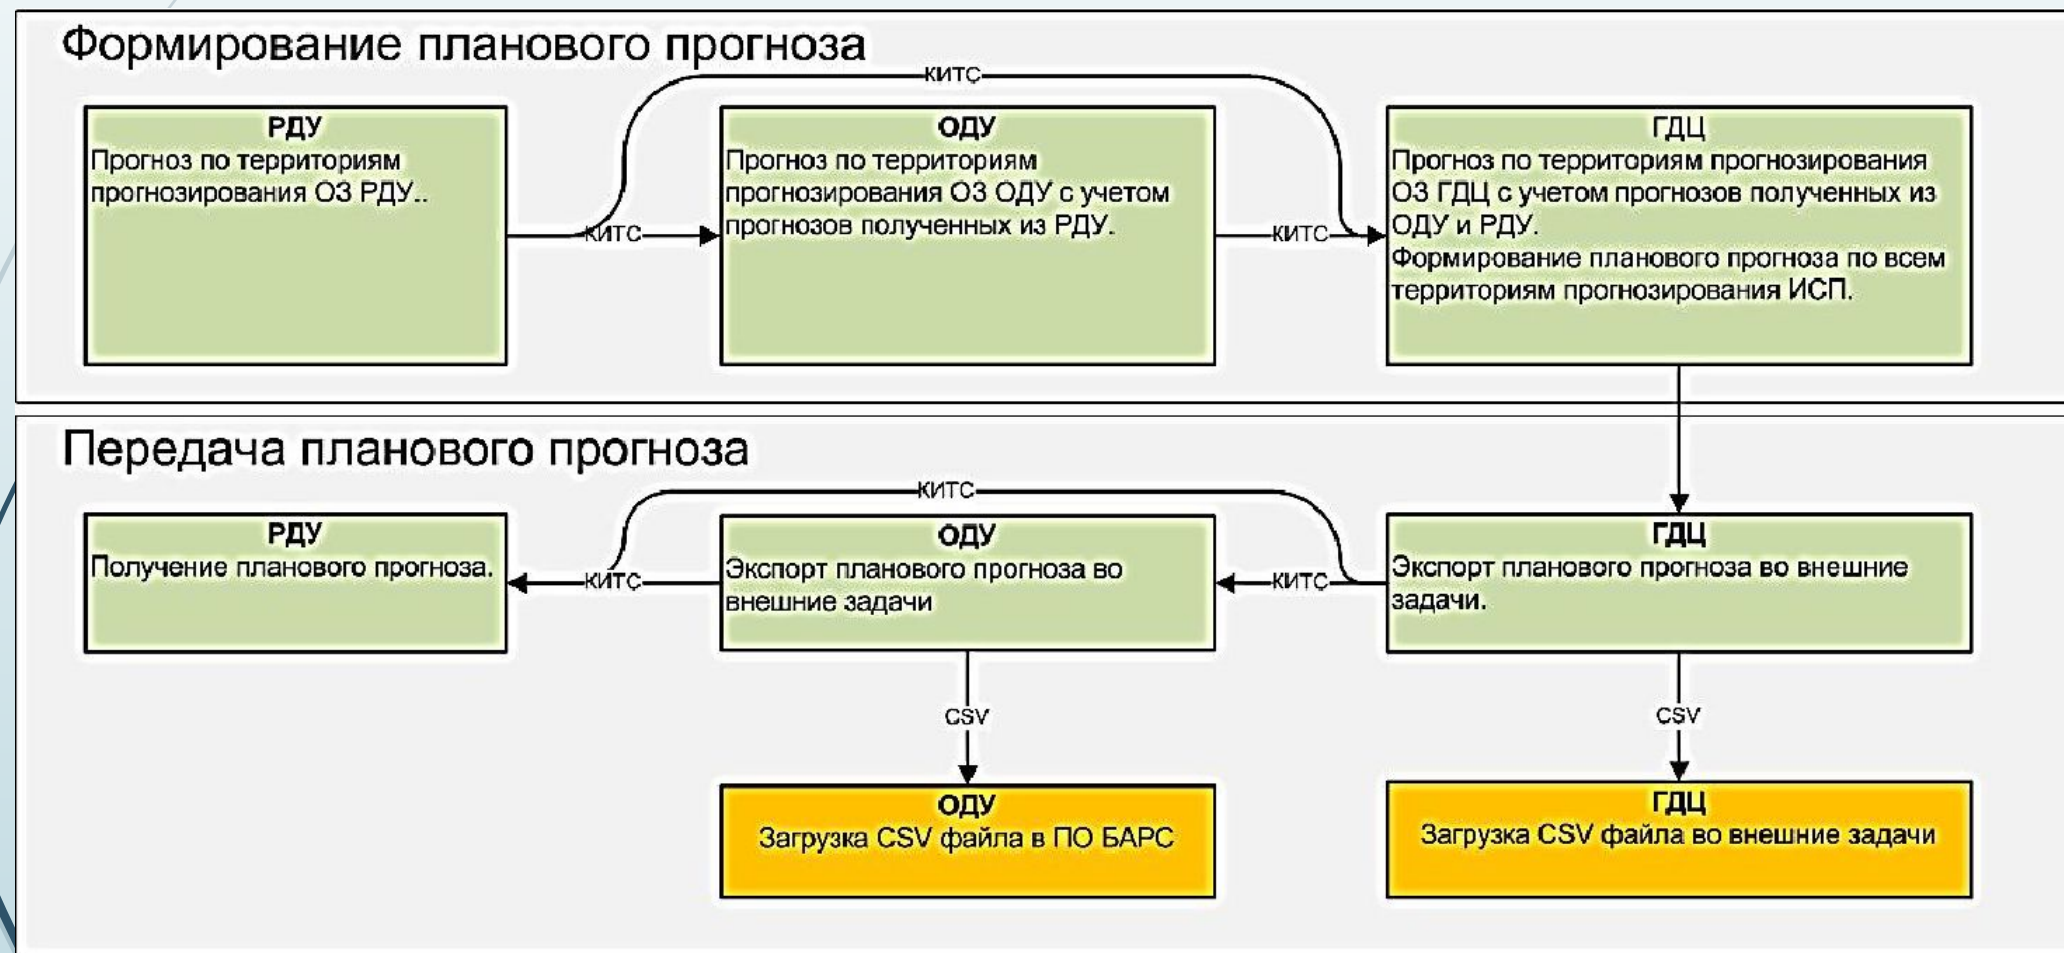 Формирование планового прогноза
КИТС
РДУ
Прогноз по территориям
прогнозирования ОЗ РДУ..
КИТС
ОДУ
Прогноз по территориям
прогнозирования ОЗ ОДУ с учетом
прогнозов полученных из РДУ.
КИТС
ГДЦ
Прогноз по территориям прогнозирования
ОЗ ГДЦ с учетом прогнозов полученных из
ОДУ и РДУ.
Формирование планового прогноза по всем
территориям прогнозирования ИСП.
Передача планового прогноза
КИТС
РДУ
Получение планового прогноза.
КИТС
ОДУ
Экспорт планового прогноза во
внешние задачи
КИТС
ГДЦ
Экспорт планового прогноза во внешние
задачи.
CSV
CSV
ОДУ
Загрузка CSV файла в ПО БАРС
ГДЦ
Загрузка CSV файла во внешние задачи